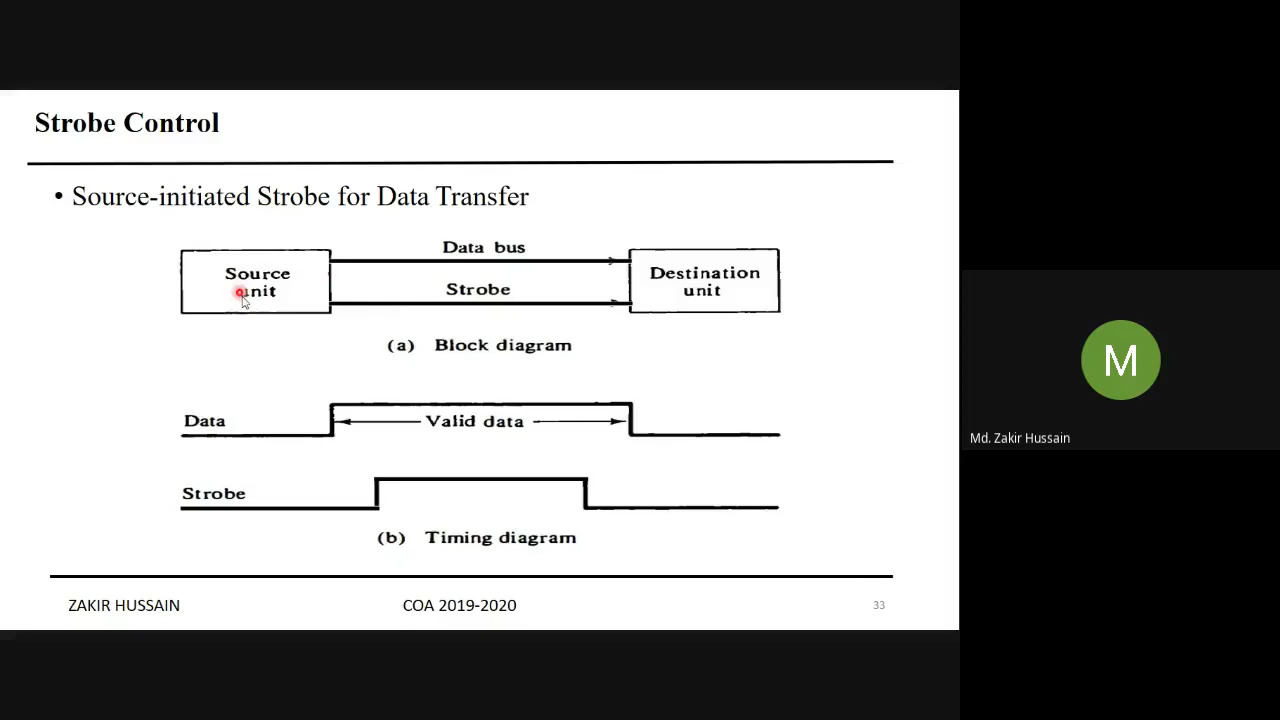 Strobe Control
• Source-initiated Strobe for Data Transfer
Data bus
Source
unit
Strobe
Destination
unit
(a) Block diagram
Data
Valid data
Strobe
(b) Timing diagram
ZAKIR HUSSAIN
COA 2019-2020
33
M
Md. Zakir Hussain